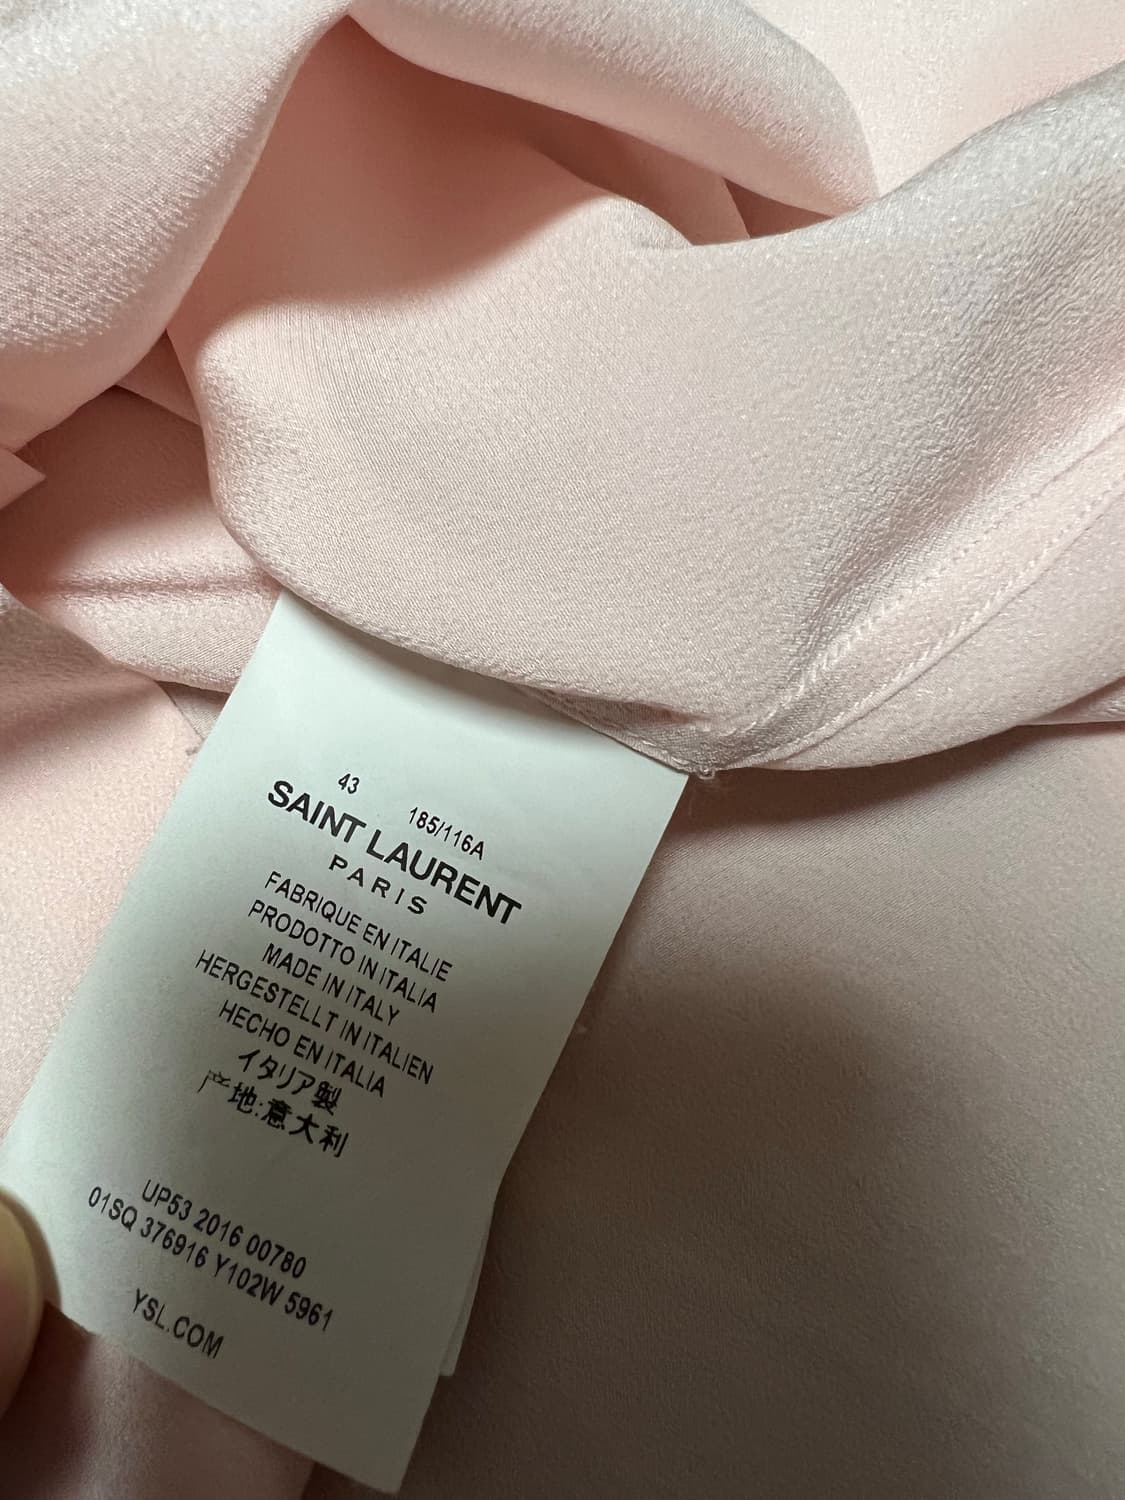 43 185/116A
SAINT LAURENT
PARIS
FABRIQUE EN ITALIE
PRODOTTO IN ITALIA
MADE IN ITALY
HERGESTELLT IN ITALIEN
HECHO EN ITALIA
イタリア製
产地:意大利
UP53 2016 00780
01SQ 376916 Y102W 5961
YSL.COM